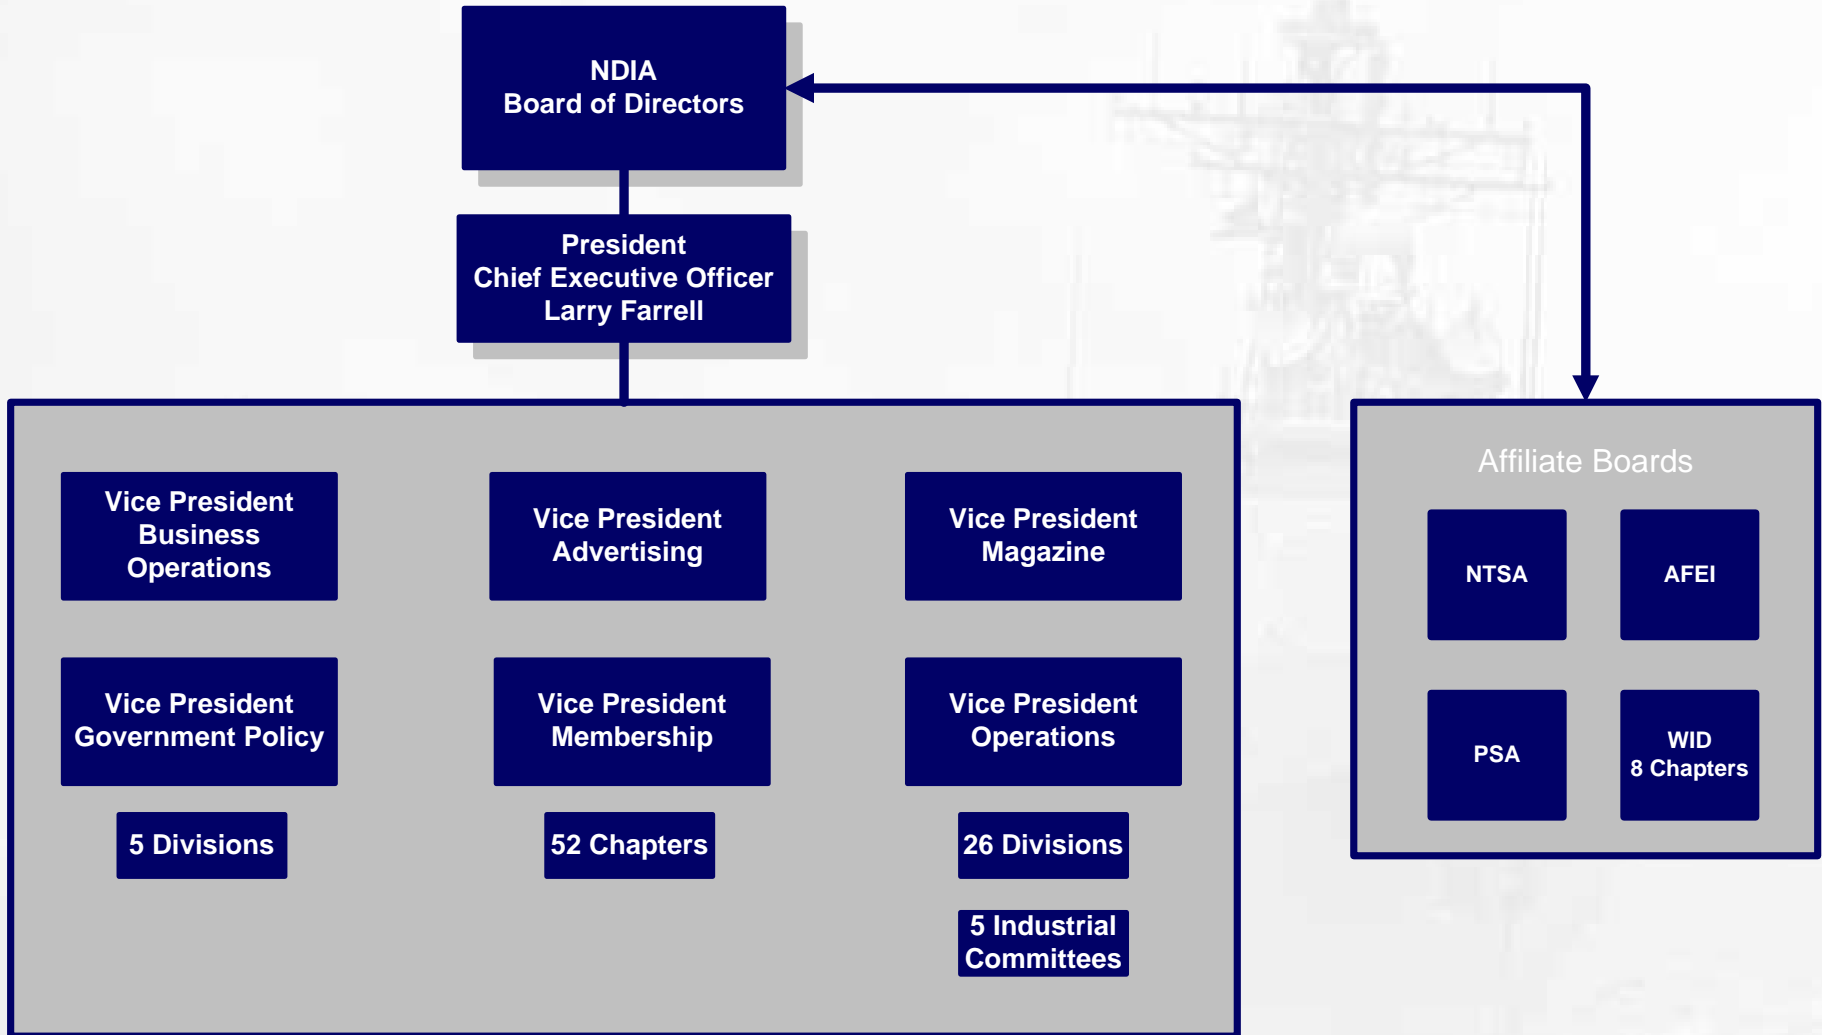 NDIA
Board of Directors
President
Chief Executive Officer
Larry Farrell
Vice President
Business
Operations
Vice President
Advertising
Vice President
Magazine
Vice President
Government Policy
Vice President
Membership
Vice President
Operations
5 Divisions
52 Chapters
26 Divisions
5 Industrial
Committees
Affiliate Boards
NTSA
AFEI
PSA
WID
8 Chapters